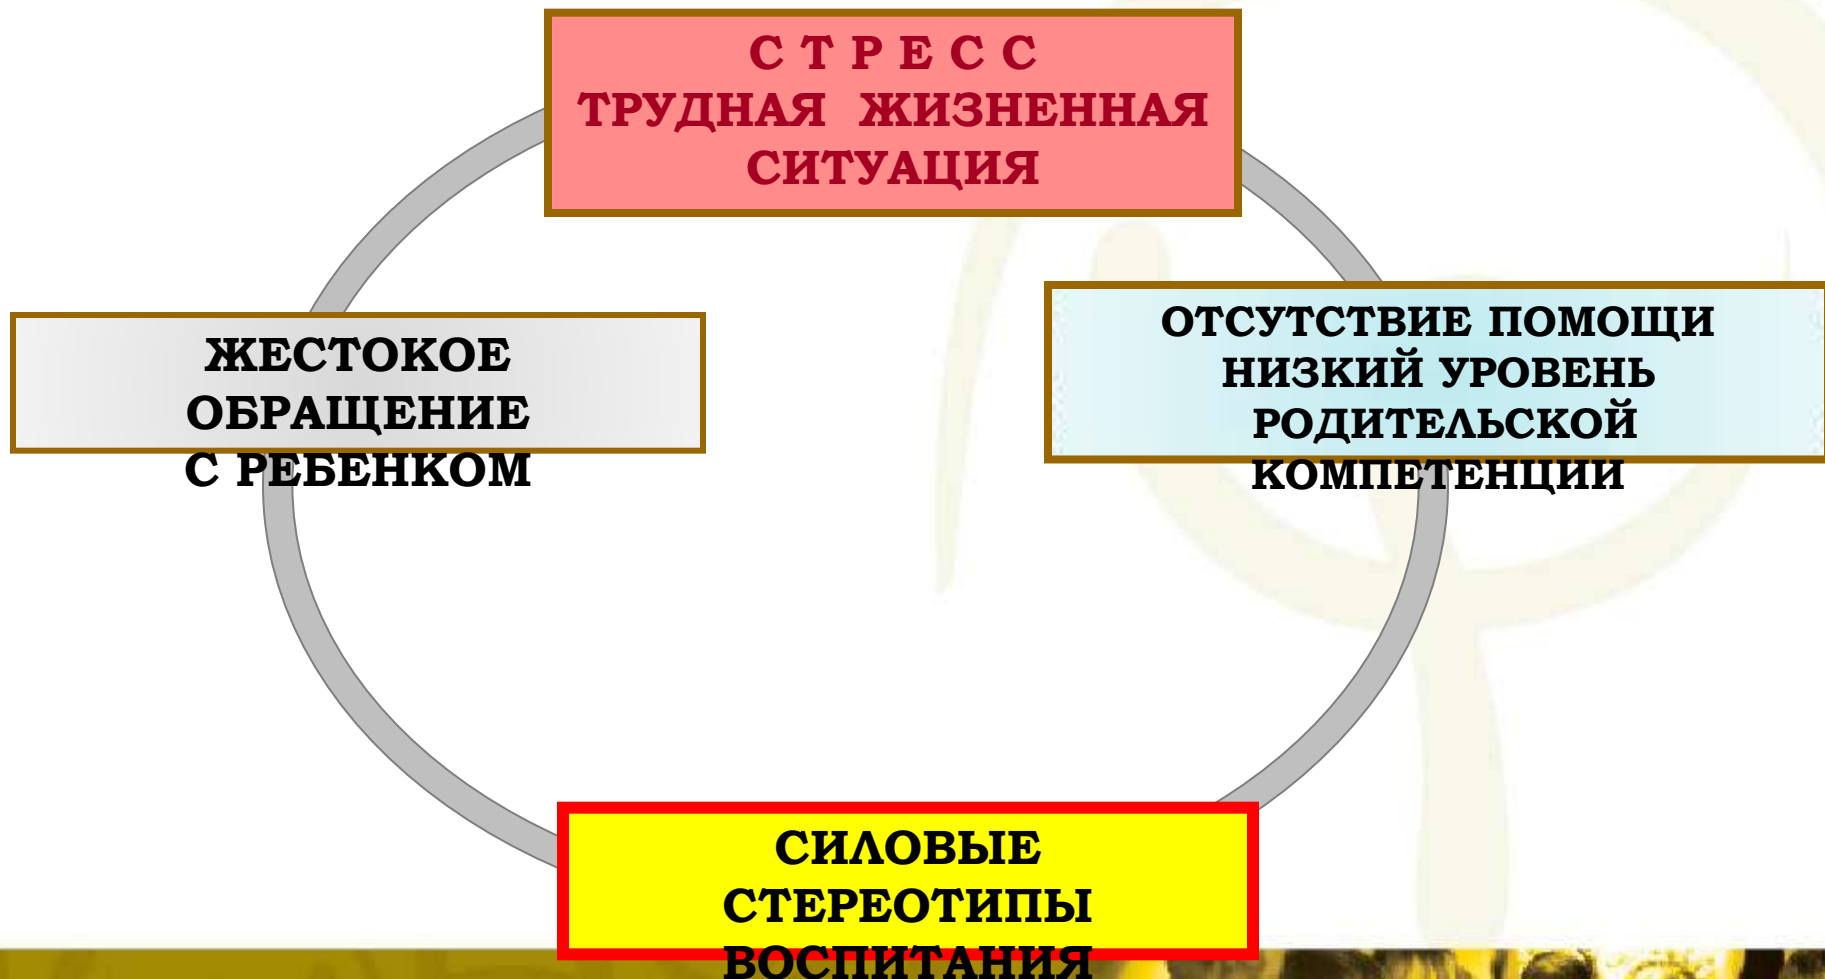 С Т Р Е С С
ТРУДНАЯ ЖИЗНЕННАЯ
СИТУАЦИЯ
ЖЕСТОКОЕ
ОБРАЩЕНИЕ
С РЕБЕНКОМ
ОТСУТСТВИЕ ПОМОЩИ
НИЗКИЙ УРОВЕНЬ
РОДИТЕЛЬСКОЙ
КОМПЕТЕНЦИИ
СИЛОВЫЕ
СТЕРЕОТИПЫ
ВОСПИТАНИЯ